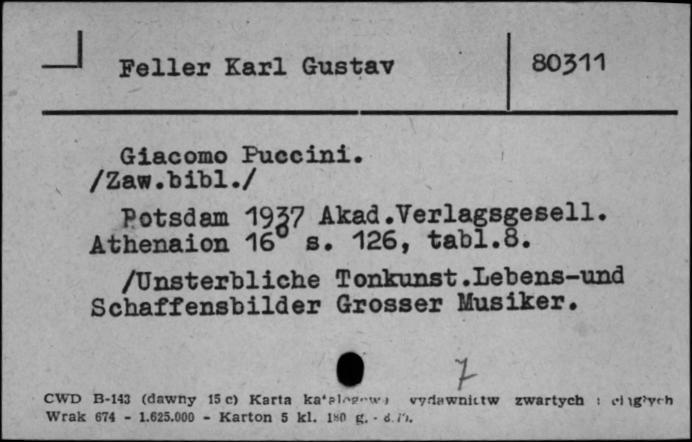 Feller Karl Gustav 80311
Giacomo Puccini.
/Zaw.bibl./
Potsdam 1937 Akad.Verlagsgesell.
Athenaion 16° s. 126, tabl.8.
/Unsterbliche Tonkunst.Lebens-und
Schaffensbilder Grosser Musiker.
7
CWD B-143 (dawny 15 c) Karta wydawnictw zwartych i
Wrak 674 - 1.625.000 - Karton 5 kl. 180 g. -